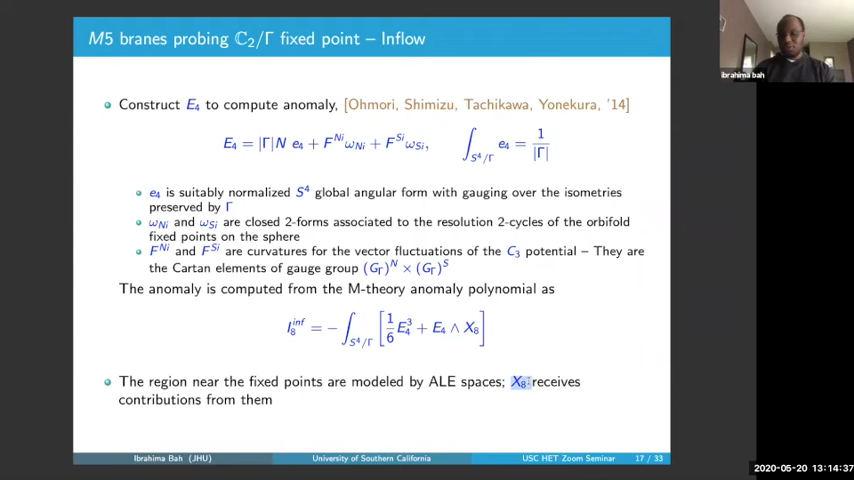 M5 branes probing ℂ₂/Γ fixed point – Inflow
Construct E₄ to compute anomaly, [Ohmori, Shimizu, Tachikawa, Yonekura, '14]
E₄ = |Γ|N e₄ + F^{Ni} ω_{Ni} + F^{Si} ω_{Si},   ∫_{S⁴/Γ} e₄ = 1/|Γ|
e₄ is suitably normalized S⁴ global angular form with gauging over the isometries
preserved by Γ
ω_{Ni} and ω_{Si} are closed 2-forms associated to the resolution 2-cycles of the orbifold
fixed points on the sphere
F^{Ni} and F^{Si} are curvatures for the vector fluctuations of the C₃ potential – They are
the Cartan elements of gauge group (G_Γ)^N × (G_Γ)^S
The anomaly is computed from the M-theory anomaly polynomial as
I₈^{inf} = − ∫_{S⁴/Γ} [ 1/6 E₄³ + E₄ ∧ X₈ ]
The region near the fixed points are modeled by ALE spaces; X₈ receives
contributions from them
Ibrahima Bah (JHU) University of Southern California USC HET Zoom Seminar 17 / 33
ibrahima bah
2020-05-20 13:14:37